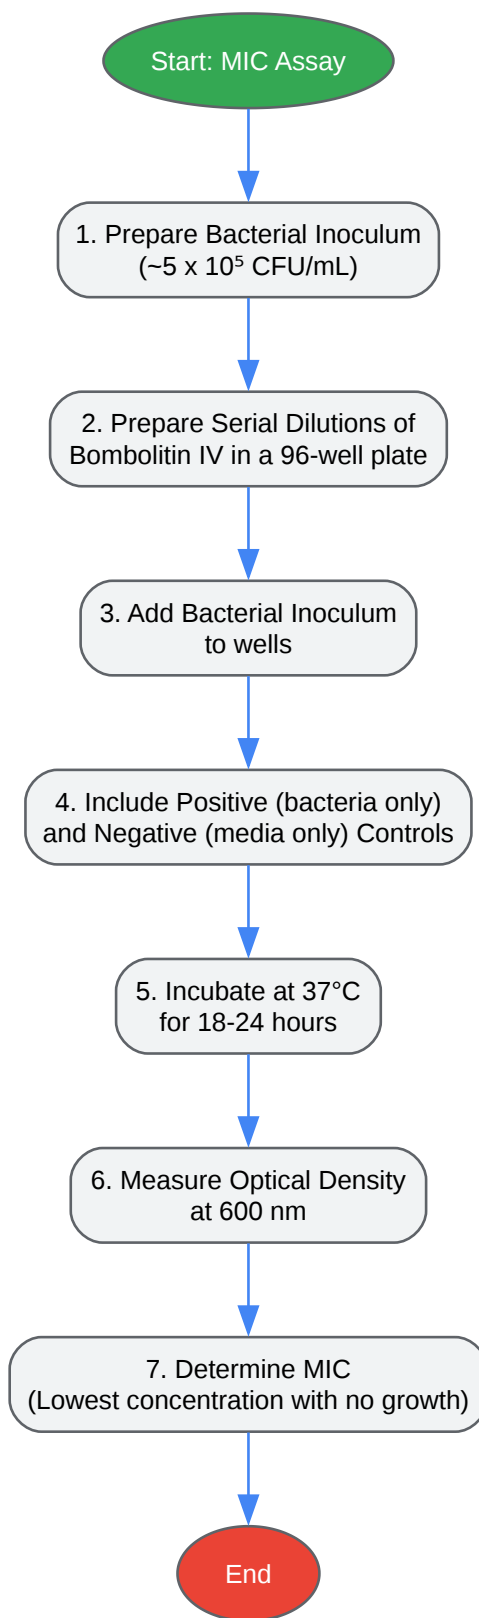 Start: MIC Assay
1. Prepare Bacterial Inoculum
(~5 x 10⁵ CFU/mL)
2. Prepare Serial Dilutions of
Bombolitin IV in a 96-well plate
3. Add Bacterial Inoculum
to wells
4. Include Positive (bacteria only)
and Negative (media only) Controls
5. Incubate at 37°C
for 18-24 hours
6. Measure Optical Density
at 600 nm
7. Determine MIC
(Lowest concentration with no growth)
End